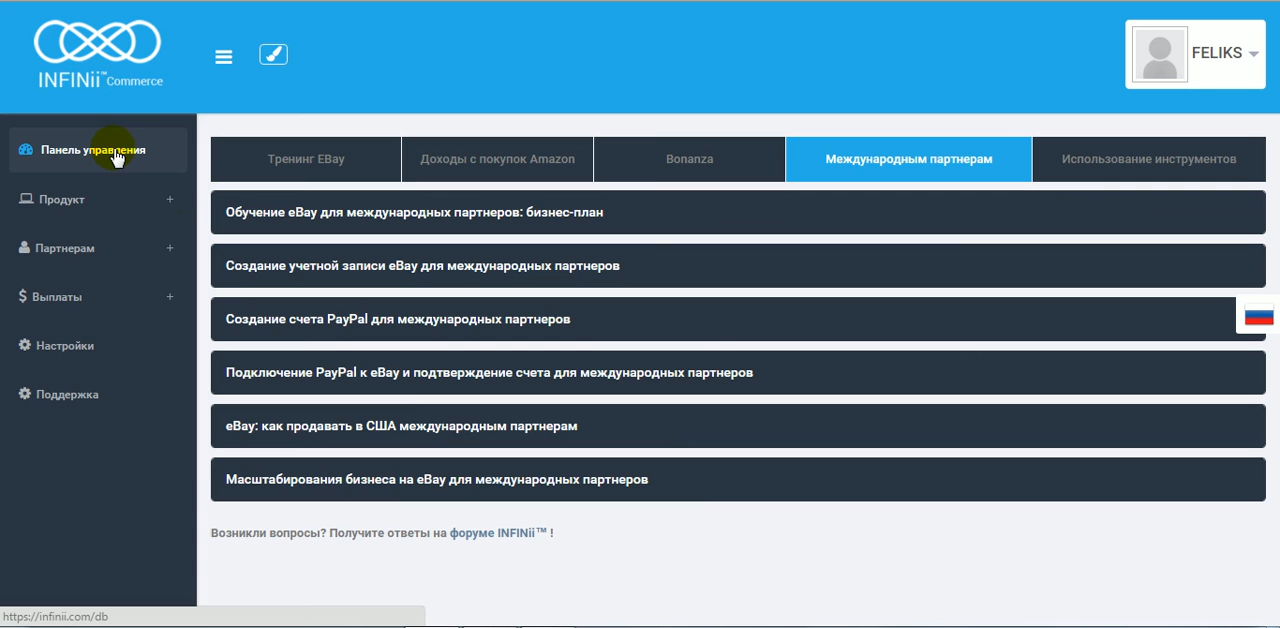 INFINii™ Commerce
FELIKS
Панель управления
Продукт +
Партнерам +
$ Выплаты +
Настройки
Поддержка
Тренинг EBay
Доходы с покупок Amazon
Bonanza
Международным партнерам
Использование инструментов
Обучение eBay для международных партнеров: бизнес-план
Создание учетной записи eBay для международных партнеров
Создание счета PayPal для международных партнеров
Подключение PayPal к eBay и подтверждение счета для международных партнеров
eBay: как продавать в США международным партнерам
Масштабирования бизнеса на eBay для международных партнеров
Возникли вопросы? Получите ответы на форуме INFINii™ !
https://infinii.com/db